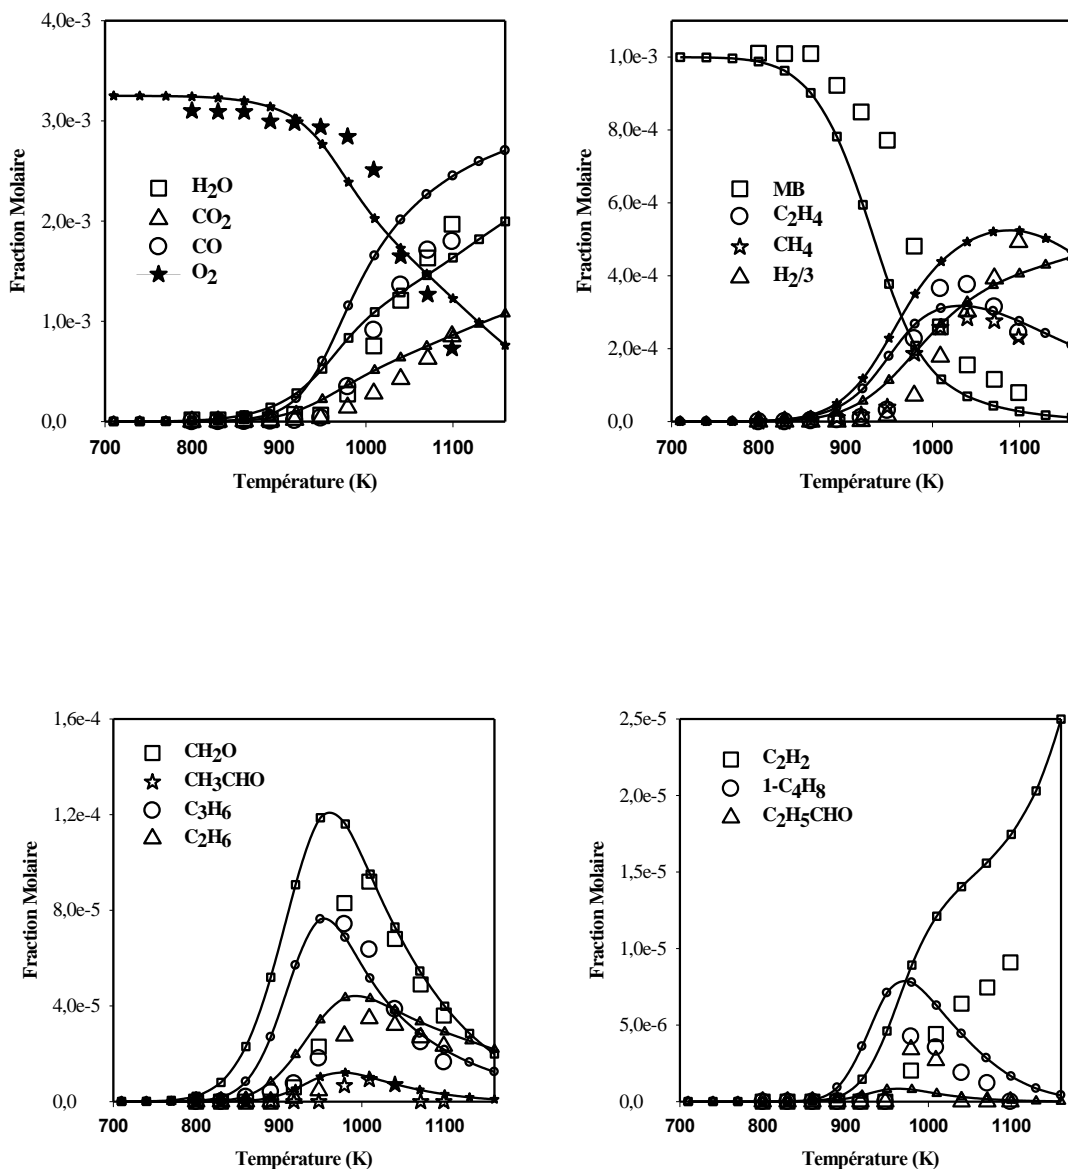 4,0e-3
3,0e-3
2,0e-3
1,0e-3
0,0
Fraction Molaire
H2O
CO2
CO
O2
700 800 900 1000 1100
Température (K)
1,0e-3
8,0e-4
6,0e-4
4,0e-4
2,0e-4
0,0
Fraction Molaire
MB
C2H4
CH4
H2/3
700 800 900 1000 1100
Température (K)
1,6e-4
1,2e-4
8,0e-5
4,0e-5
0,0
Fraction Molaire
CH2O
CH3CHO
C3H6
C2H6
700 800 900 1000 1100
Température (K)
2,5e-5
2,0e-5
1,5e-5
1,0e-5
5,0e-6
0,0
Fraction Molaire
C2H2
1-C4H8
C2H5CHO
700 800 900 1000 1100
Température (K)